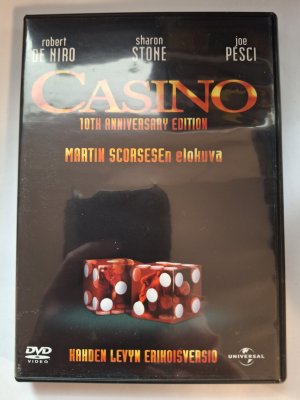 robert DE NIRO
sharon STONE
joe PESCI
CASINO
10TH ANNIVERSARY EDITION
MARTIN SCORSESEn elokuva
DVD VIDEO
UNIVERSAL
KAHDEN LEVYN ERIKOISVERSIO